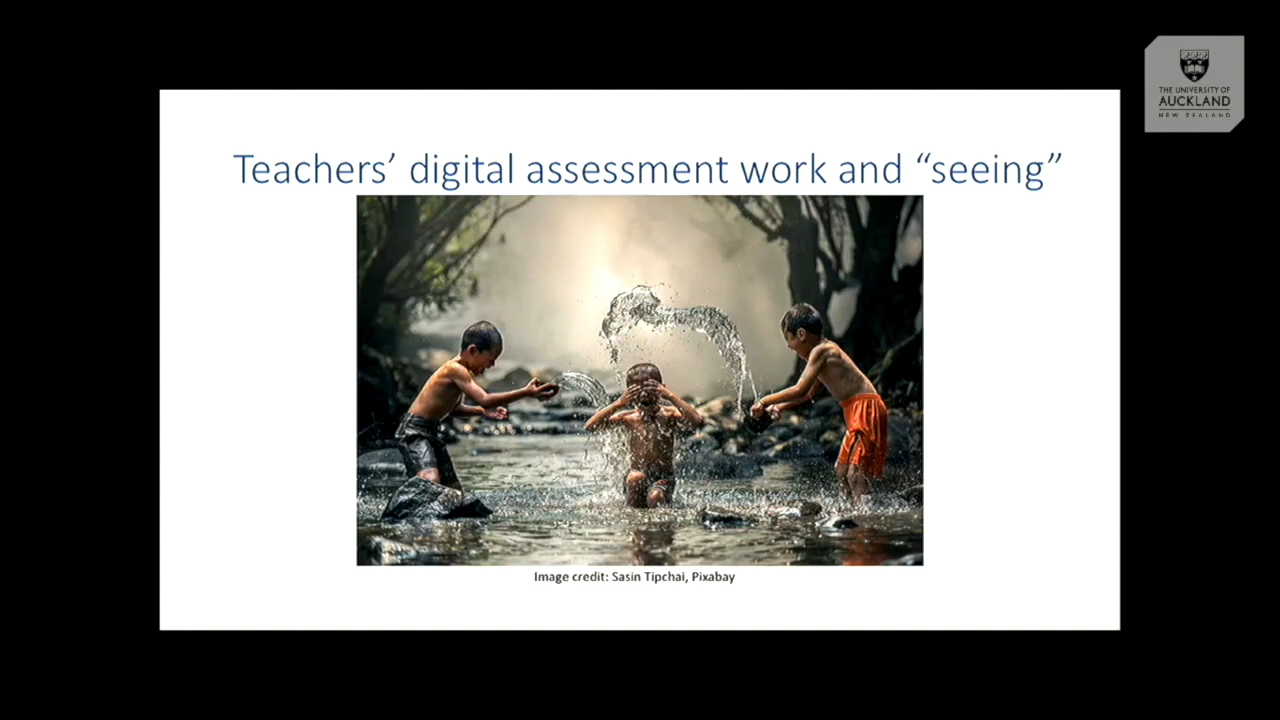 Teachers’ digital assessment work and “seeing”
Image credit: Sasin Tipchai, Pixabay
THE UNIVERSITY OF
AUCKLAND
NEW ZEALAND